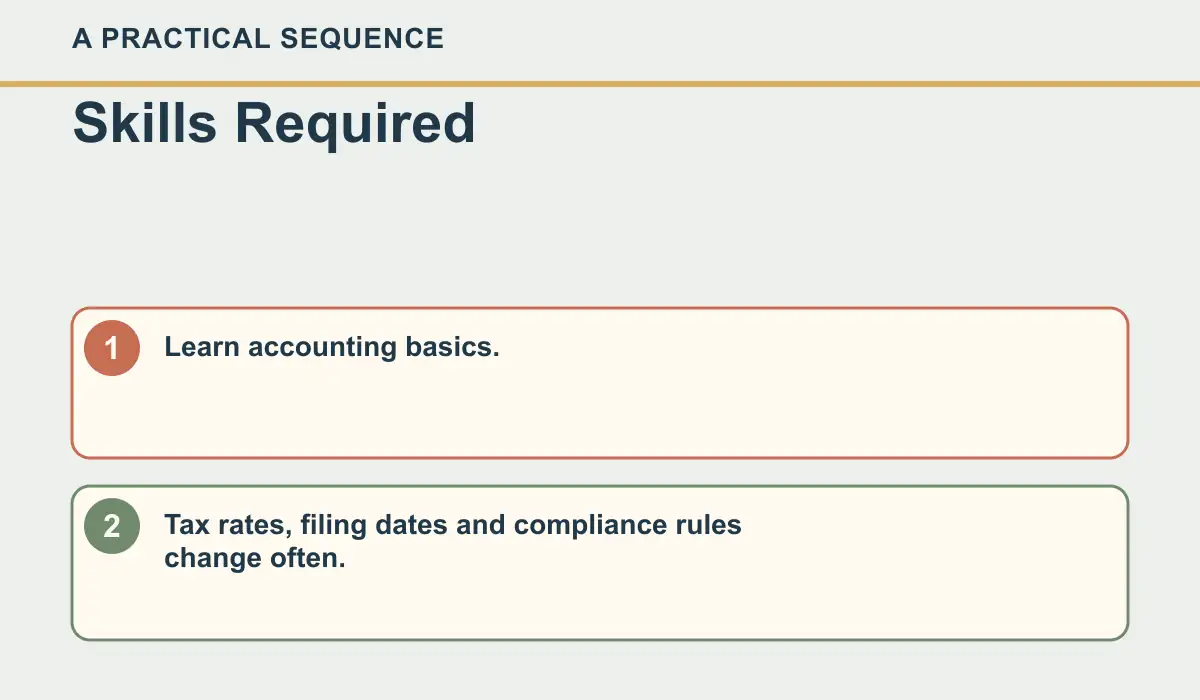 A PRACTICAL SEQUENCE
Skills Required
1
Learn accounting basics.
2
Tax rates, filing dates and compliance rules
change often.